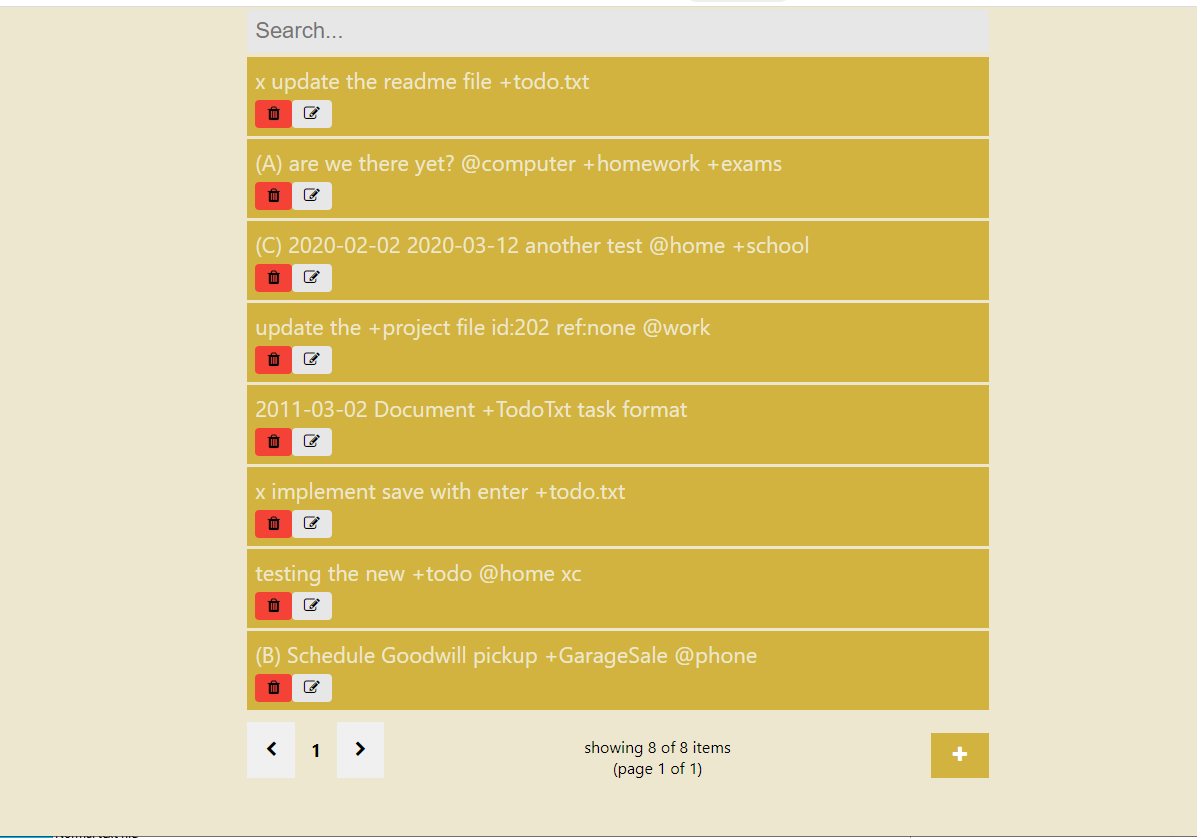 Search...
x update the readme file +todo.txt
(A) are we there yet? @computer +homework +exams
(C) 2020-02-02 2020-03-12 another test @home +school
update the +project file id:202 ref:none @work
2011-03-02 Document +TodoTxt task format
x implement save with enter +todo.txt
testing the new +todo @home xc
(B) Schedule Goodwill pickup +GarageSale @phone
1
showing 8 of 8 items
(page 1 of 1)